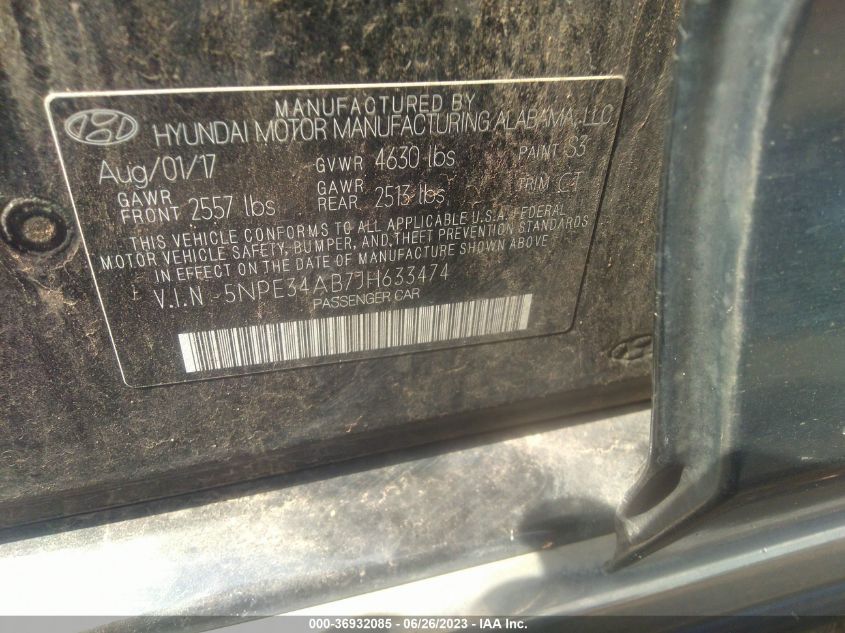 MANUFACTURED BY
HYUNDAI MOTOR MANUFACTURING ALABAMA, LLC
Aug/01/17 GVWR 4630 lbs PAINT S3
GAWR FRONT 2557 lbs GAWR REAR 2513 lbs TRIM CT
THIS VEHICLE CONFORMS TO ALL APPLICABLE U.S.A. FEDERAL
MOTOR VEHICLE SAFETY, BUMPER, AND THEFT PREVENTION STANDARDS
IN EFFECT ON THE DATE OF MANUFACTURE SHOWN ABOVE
V.I.N - 5NPE34AB7JH633474
PASSENGER CAR
000-36932085 - 06/26/2023 - IAA Inc.